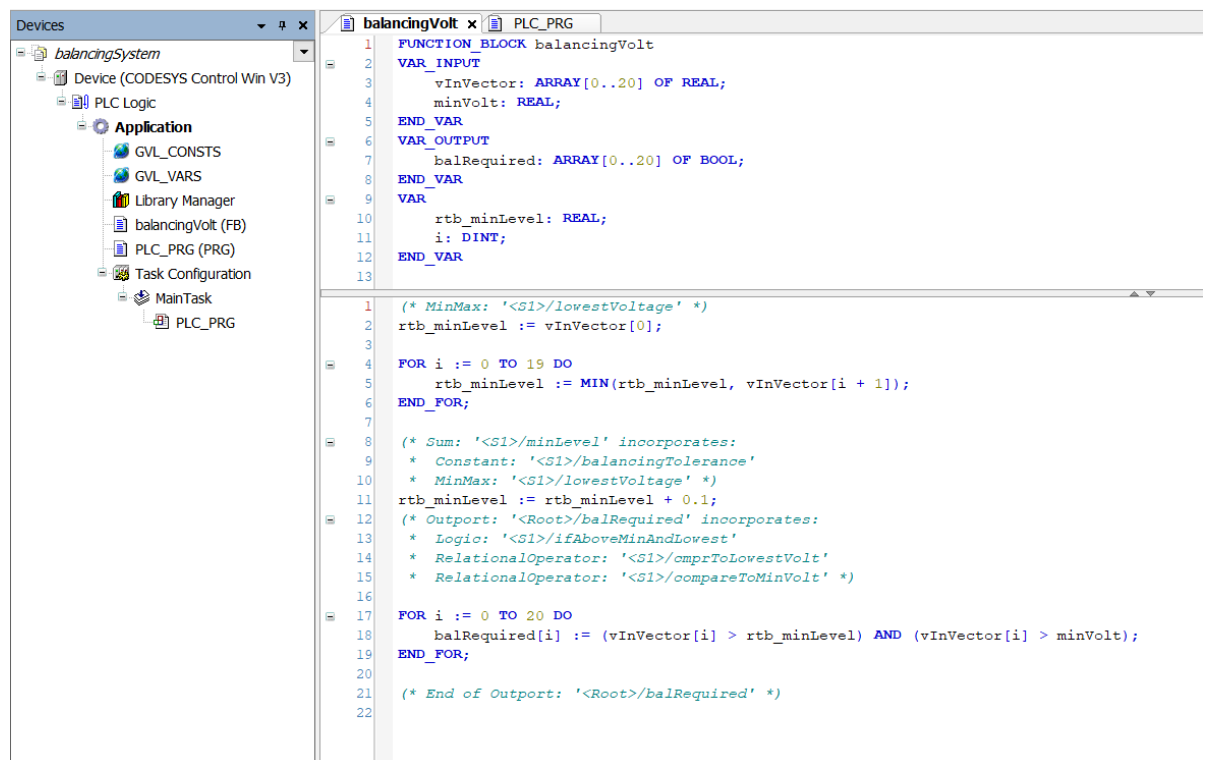 Devices
balancingSystem
Device (CODESYS Control Win V3)
PLC Logic
Application
GVL_CONSTS
GVL_VARS
Library Manager
balancingVolt (FB)
PLC_PRG (PRG)
Task Configuration
MainTask
PLC_PRG
balancingVolt x PLC_PRG
1 FUNCTION_BLOCK balancingVolt
2 VAR_INPUT
3 vInVector: ARRAY[0..20] OF REAL;
4 minVolt: REAL;
5 END_VAR
6 VAR_OUTPUT
7 balRequired: ARRAY[0..20] OF BOOL;
8 END_VAR
9 VAR
10 rtb_minLevel: REAL;
11 i: DINT;
12 END_VAR
13
1 (* MinMax: '<S1>/lowestVoltage' *)
2 rtb_minLevel := vInVector[0];
3
4 FOR i := 0 TO 19 DO
5 rtb_minLevel := MIN(rtb_minLevel, vInVector[i + 1]);
6 END_FOR;
7
8 (* Sum: '<S1>/minLevel' incorporates:
9 * Constant: '<S1>/balancingTolerance'
10 * MinMax: '<S1>/lowestVoltage' *)
11 rtb_minLevel := rtb_minLevel + 0.1;
12 (* Outport: '<Root>/balRequired' incorporates:
13 * Logic: '<S1>/ifAboveMinAndLowest'
14 * RelationalOperator: '<S1>/cmprToLowestVolt'
15 * RelationalOperator: '<S1>/compareToMinVolt' *)
16
17 FOR i := 0 TO 20 DO
18 balRequired[i] := (vInVector[i] > rtb_minLevel) AND (vInVector[i] > minVolt);
19 END_FOR;
20
21 (* End of Outport: '<Root>/balRequired' *)
22